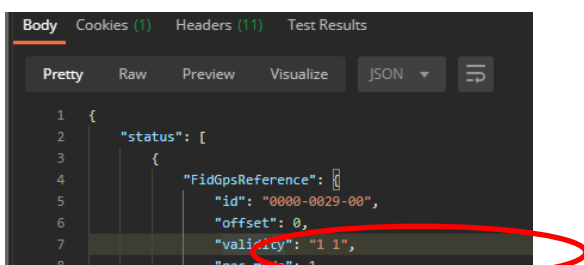 Body Cookies (1) Headers (11) Test Results
Pretty Raw Preview Visualize JSON
1 {
2 "status": [
3 {
4 "FidGpsReference": {
5 "id": "0000-0029-00",
6 "offset": 0,
7 "validity": "1 1",